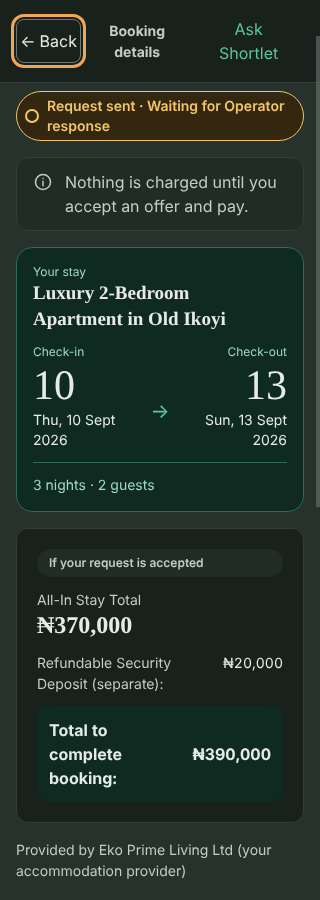 ← Back
Booking
details
Ask
Shortlet
Request sent · Waiting for Operator
response
Nothing is charged until you
accept an offer and pay.
Your stay
Luxury 2-Bedroom
Apartment in Old Ikoyi
Check-in
Check-out
10
→
13
Thu, 10 Sept
2026
Sun, 13 Sept
2026
3 nights · 2 guests
If your request is accepted
All-In Stay Total
₦370,000
Refundable Security
Deposit (separate):
₦20,000
Total to
complete
booking:
₦390,000
Provided by Eko Prime Living Ltd (your
accommodation provider)